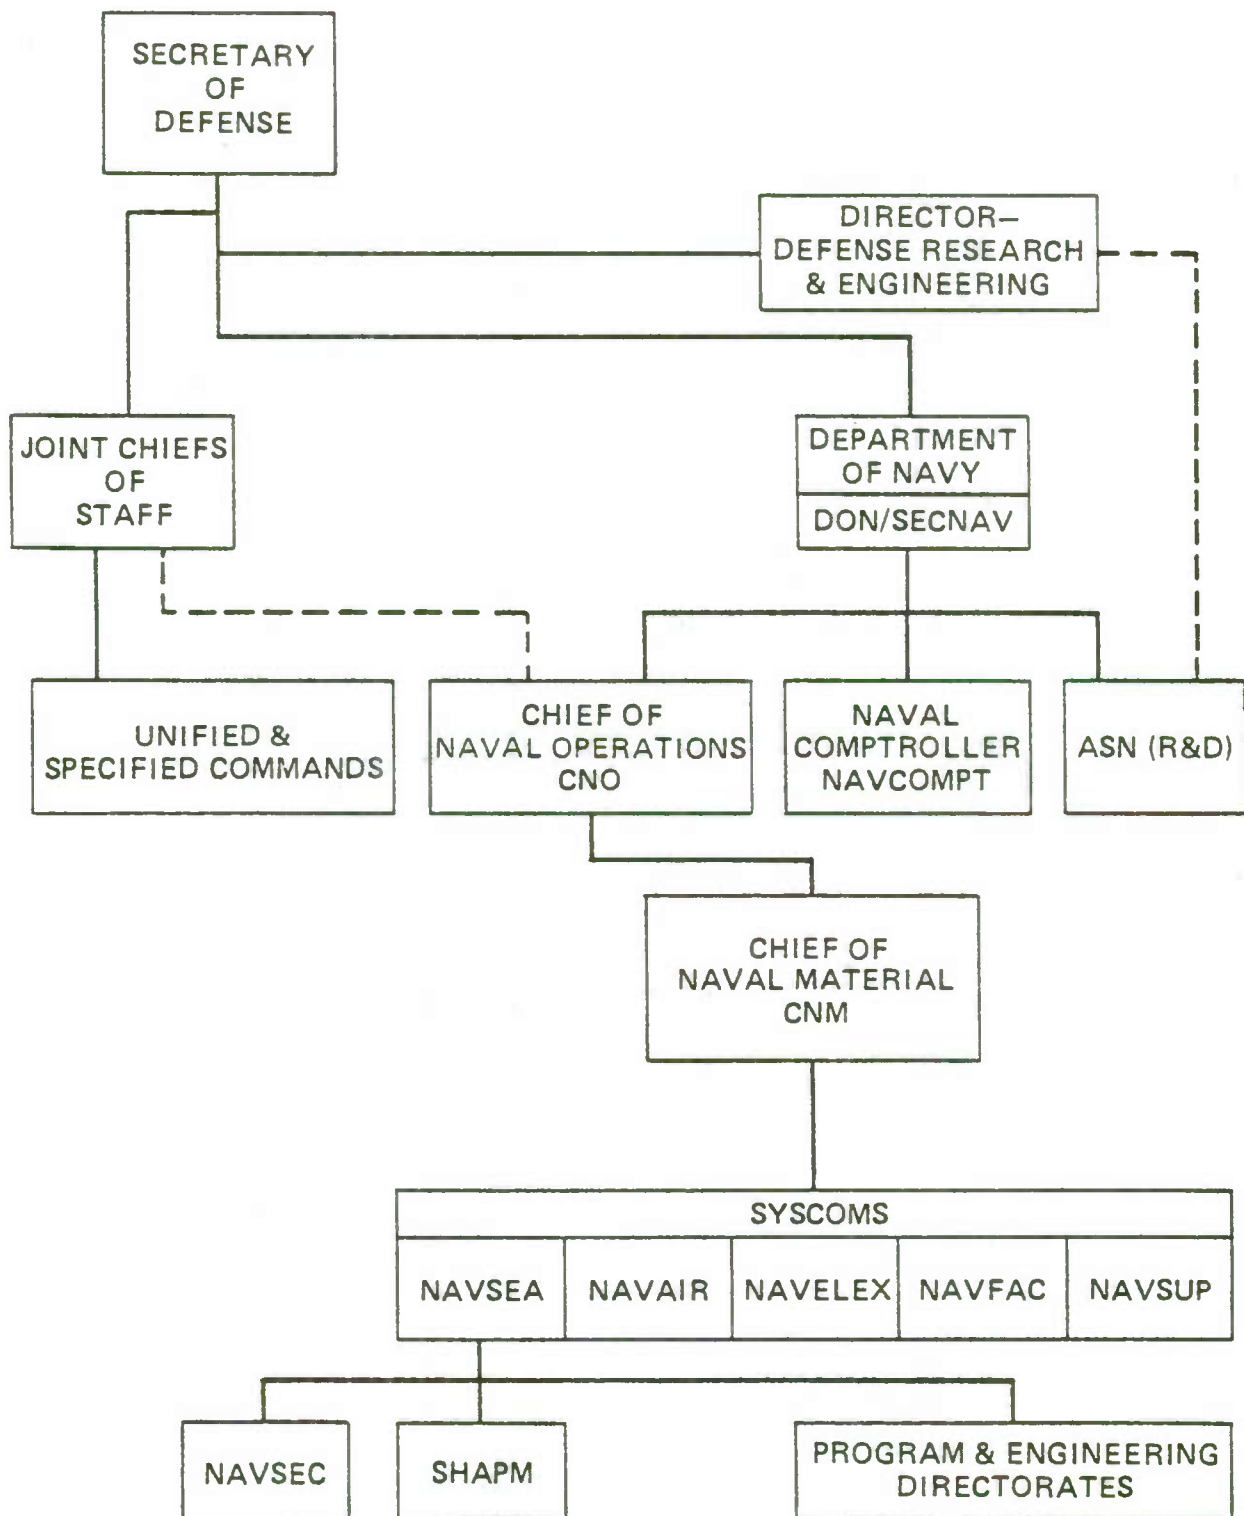 SECRETARY
OF
DEFENSE
DIRECTOR—
DEFENSE RESEARCH
& ENGINEERING
JOINT CHIEFS
OF
STAFF
DEPARTMENT
OF NAVY
DON/SECNAV
UNIFIED &
SPECIFIED COMMANDS
CHIEF OF
NAVAL OPERATIONS
CNO
NAVAL
COMPTROLLER
NAVCOMPT
ASN (R&D)
CHIEF OF
NAVAL MATERIAL
CNM
SYSCOMS
NAVSEA
NAVAIR
NAVELEX
NAVFAC
NAVSUP
NAVSEC
SHAPM
PROGRAM & ENGINEERING
DIRECTORATES